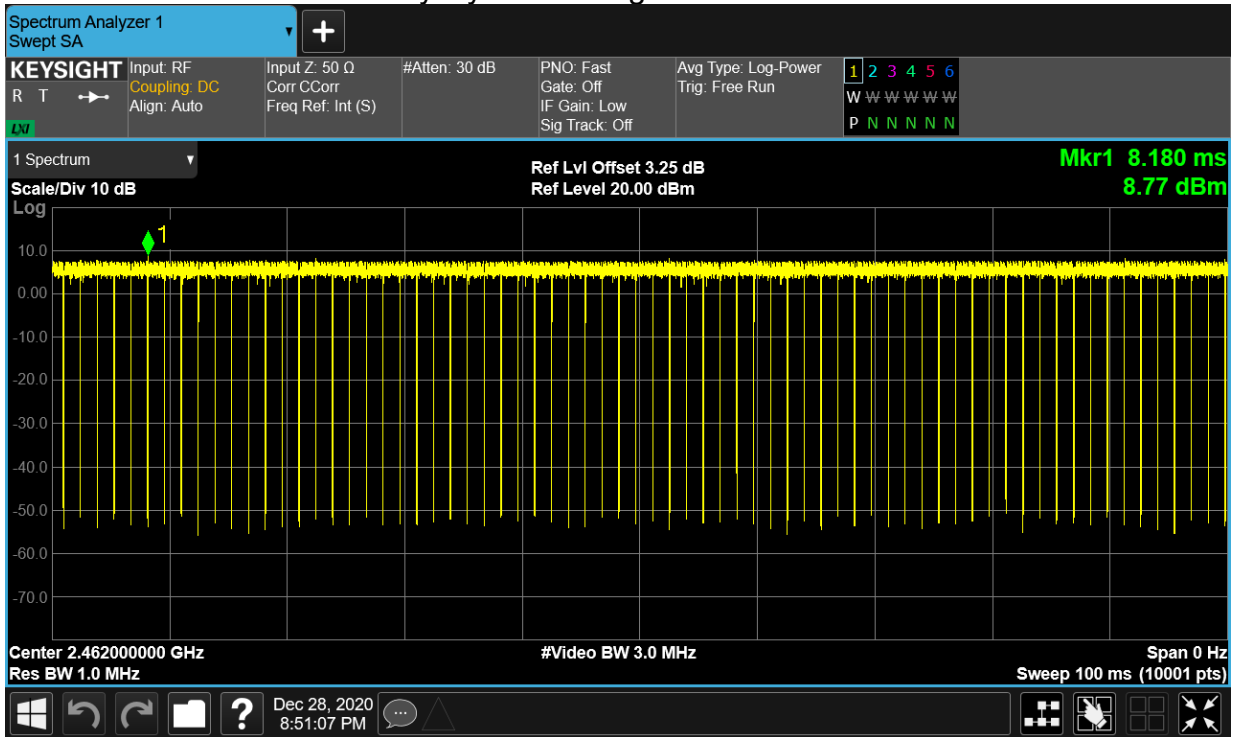 Spectrum Analyzer 1
Swept SA
KEYSIGHT
R T
LXI
Input: RF
Coupling: DC
Align: Auto
Input Z: 50 Ω
Corr CCorr
Freq Ref: Int (S)
#Atten: 30 dB
PNO: Fast
Gate: Off
IF Gain: Low
Sig Track: Off
Avg Type: Log-Power
Trig: Free Run
1 2 3 4 5 6
W W W W W W
P N N N N N
1 Spectrum
Scale/Div 10 dB
Log
Ref Lvl Offset 3.25 dB
Ref Level 20.00 dBm
Mkr1 8.180 ms
8.77 dBm
1
10.0
0.00
-10.0
-20.0
-30.0
-40.0
-50.0
-60.0
-70.0
Center 2.462000000 GHz
Res BW 1.0 MHz
#Video BW 3.0 MHz
Span 0 Hz
Sweep 100 ms (10001 pts)
?
Dec 28, 2020
8:51:07 PM